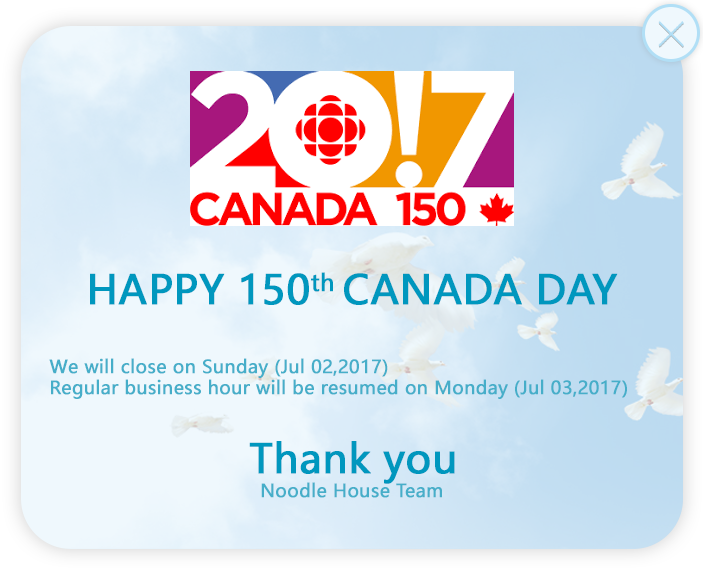 20!7
CANADA 150
HAPPY 150th CANADA DAY
We will close on Sunday (Jul 02,2017)
Regular business hour will be resumed on Monday (Jul 03,2017)
Thank you
Noodle House Team